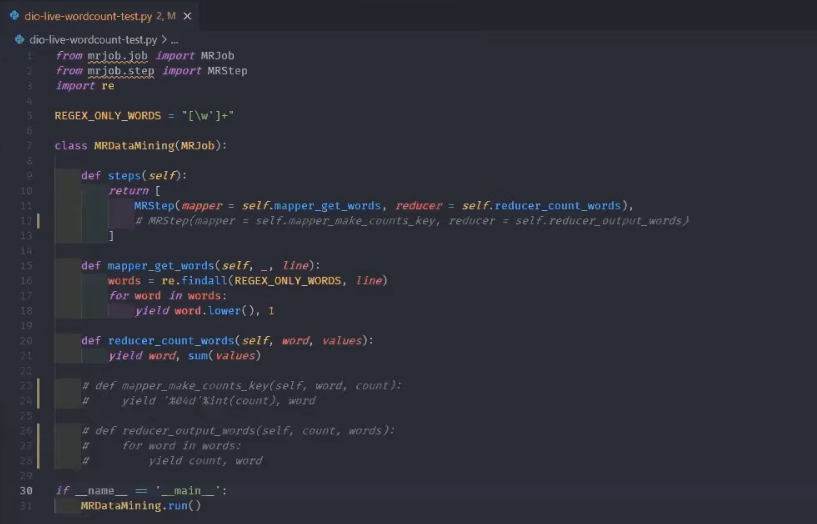 dio-live-wordcount-test.py 2, M ×
dio-live-wordcount-test.py > ...
1 from mrjob.job import MRJob
2 from mrjob.step import MRStep
3 import re
4
5 REGEX_ONLY_WORDS = "[\w']+"
6
7 class MRDataMining(MRJob):
8
9 def steps(self):
10 return [
11 MRStep(mapper = self.mapper_get_words, reducer = self.reducer_count_words),
12 # MRStep(mapper = self.mapper_make_counts_key, reducer = self.reducer_output_words)
13 ]
14
15 def mapper_get_words(self, _, line):
16 words = re.findall(REGEX_ONLY_WORDS, line)
17 for word in words:
18 yield word.lower(), 1
19
20 def reducer_count_words(self, word, values):
21 yield word, sum(values)
22
23 # def mapper_make_counts_key(self, word, count):
24 # yield '%04d'%int(count), word
25
26 # def reducer_output_words(self, count, words):
27 # for word in words:
28 # yield count, word
29
30 if __name__ == '__main__':
31 MRDataMining.run()